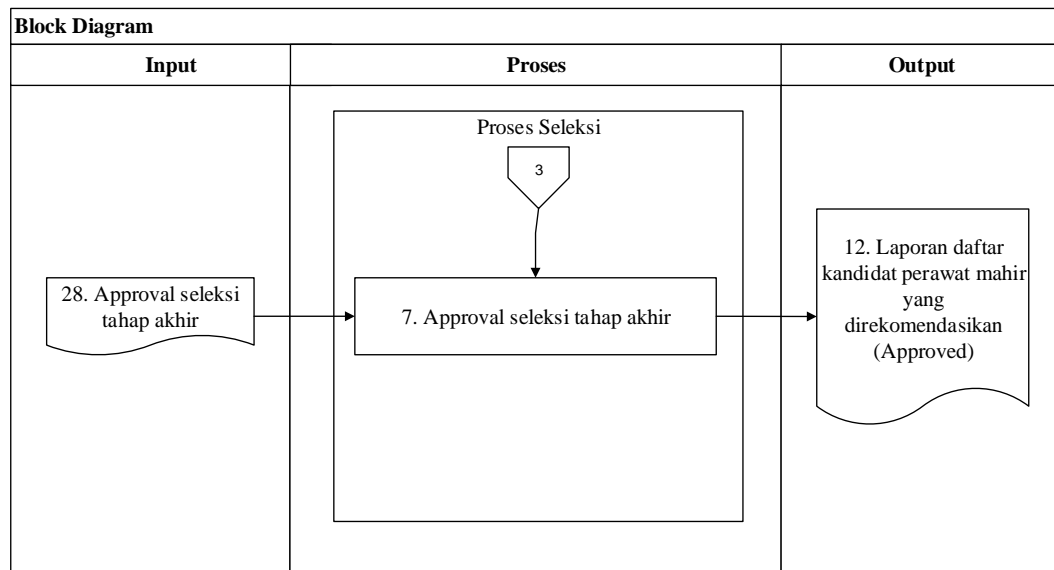 Block Diagram
Input
Proses
Output
Proses Seleksi
3
28. Approval seleksi
tahap akhir
7. Approval seleksi tahap akhir
12. Laporan daftar
kandidat perawat mahir
yang
direkomendasikan
(Approved)